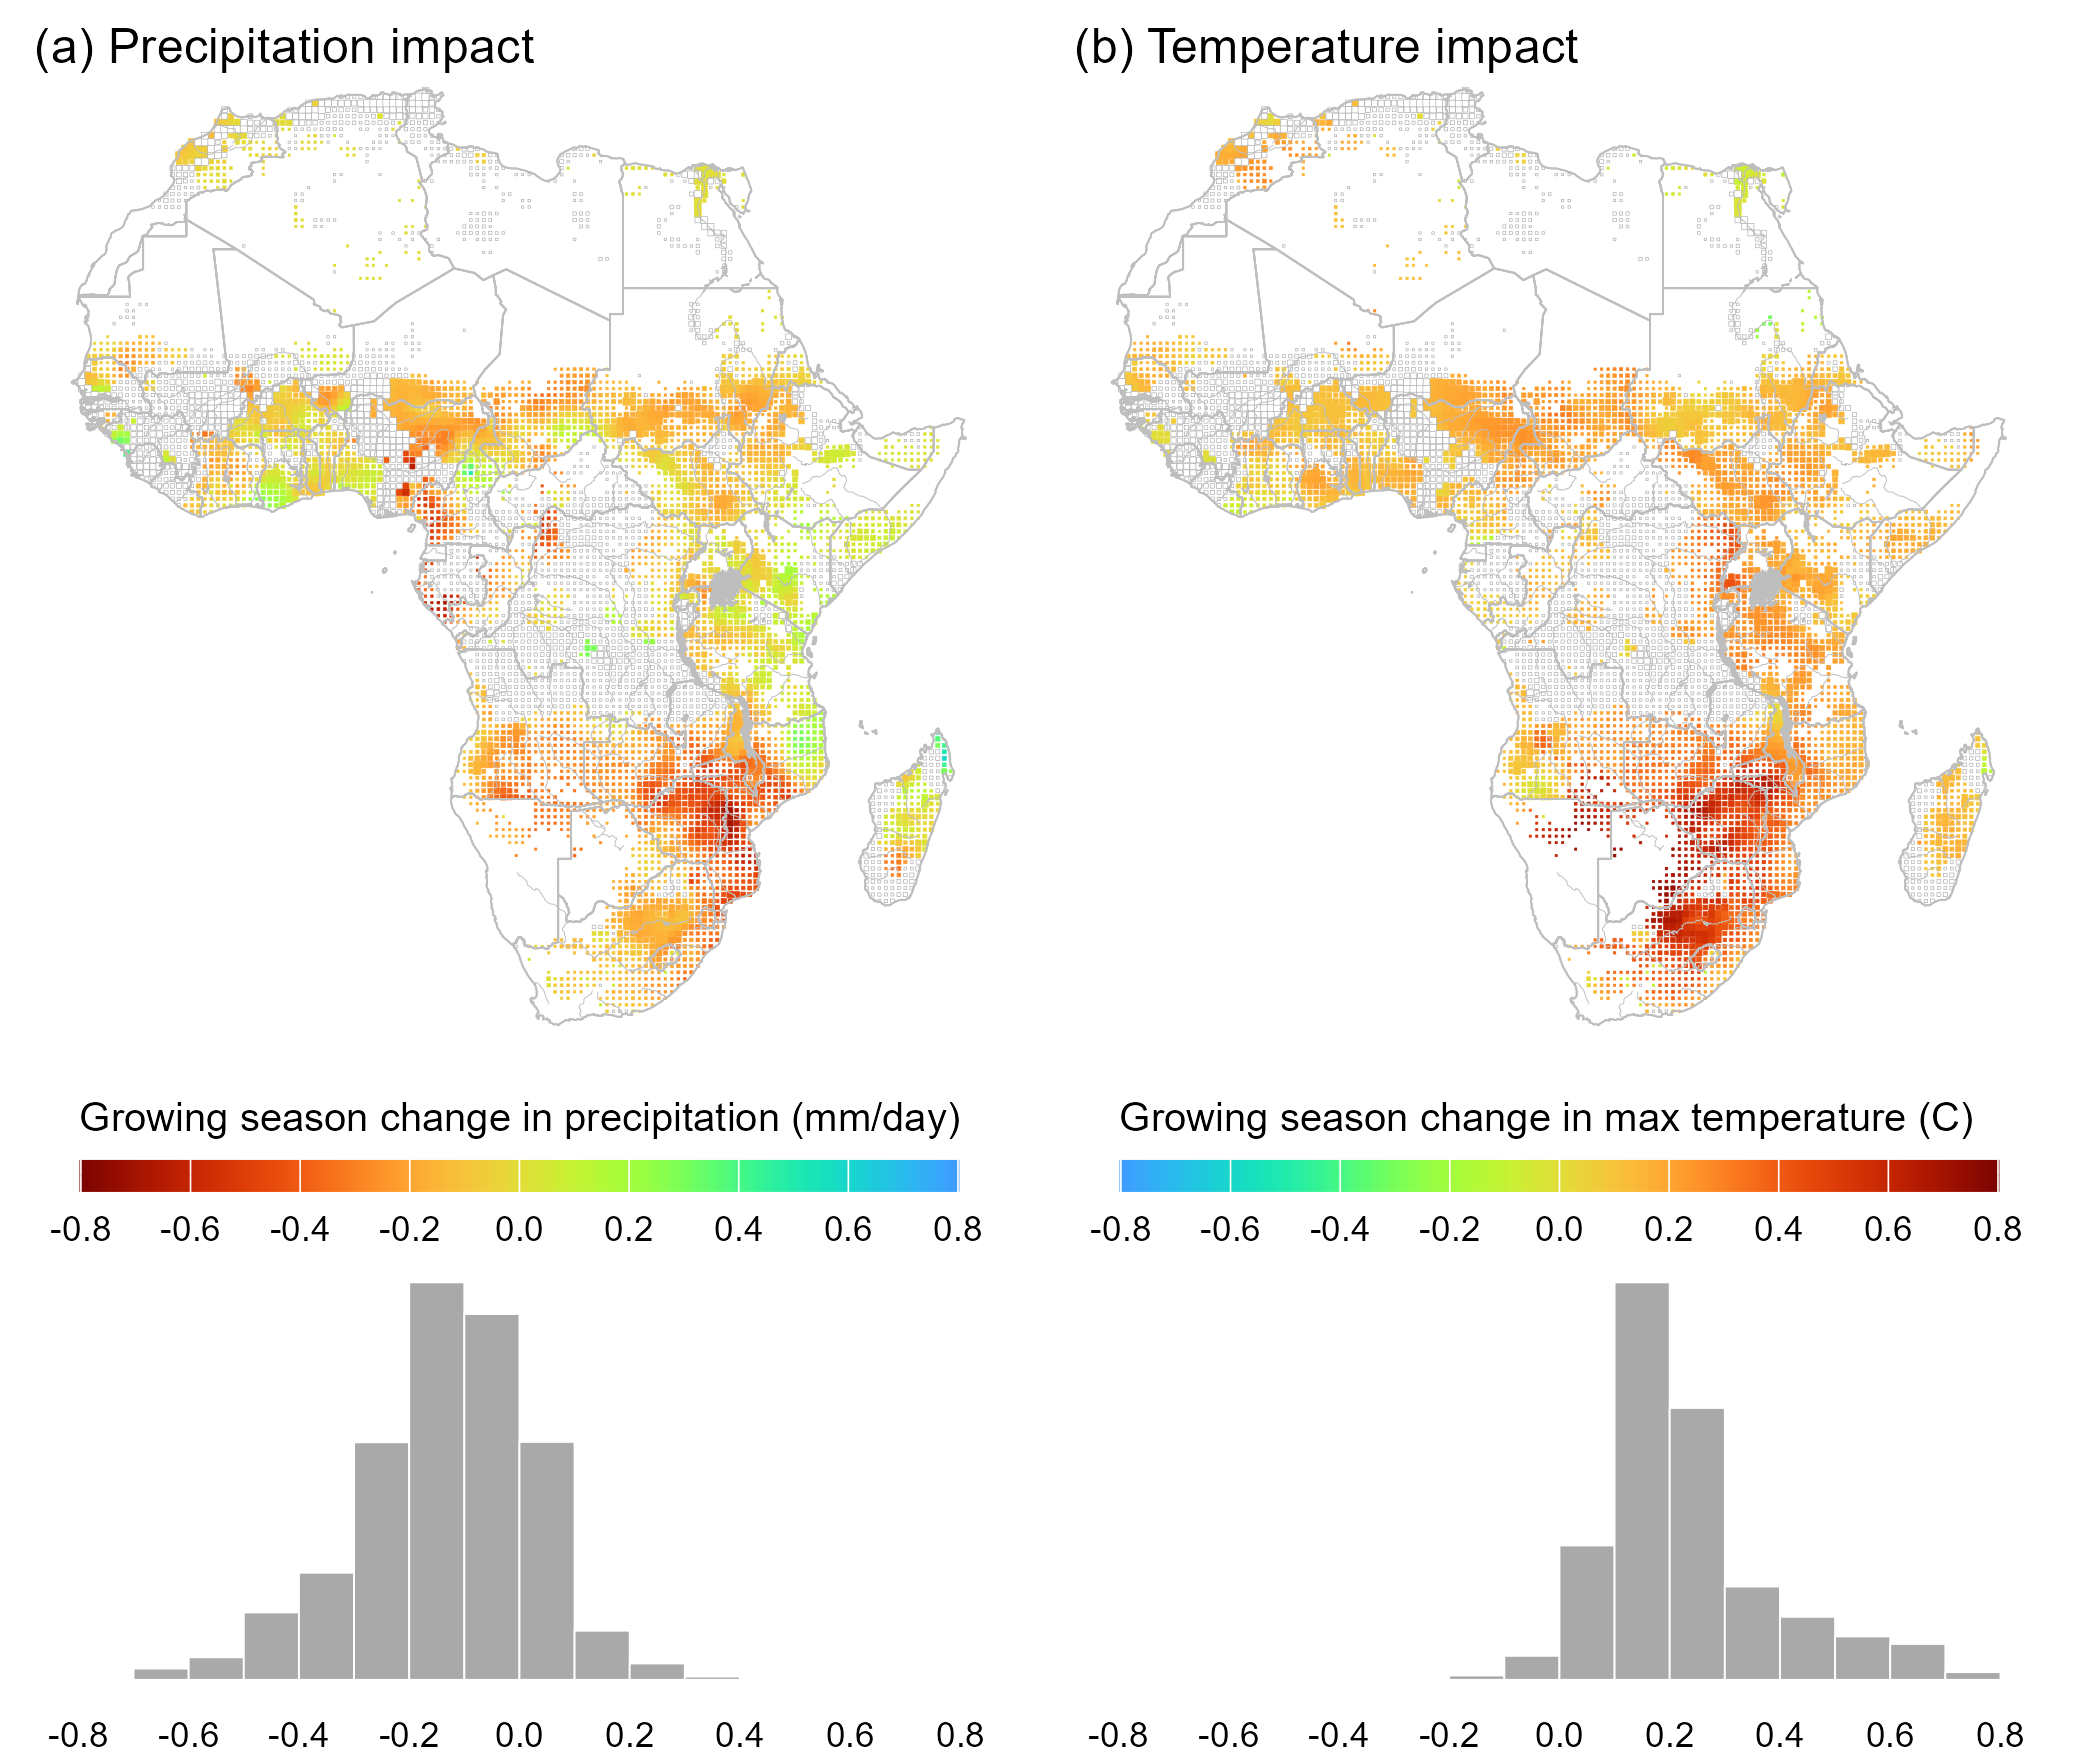 (a) Precipitation impact
(b) Temperature impact
Growing season change in precipitation (mm/day)
Growing season change in max temperature (C)
-0.8 -0.6 -0.4 -0.2 0.0 0.2 0.4 0.6 0.8
-0.8 -0.6 -0.4 -0.2 0.0 0.2 0.4 0.6 0.8
-0.8 -0.6 -0.4 -0.2 0.0 0.2 0.4 0.6 0.8
-0.8 -0.6 -0.4 -0.2 0.0 0.2 0.4 0.6 0.8